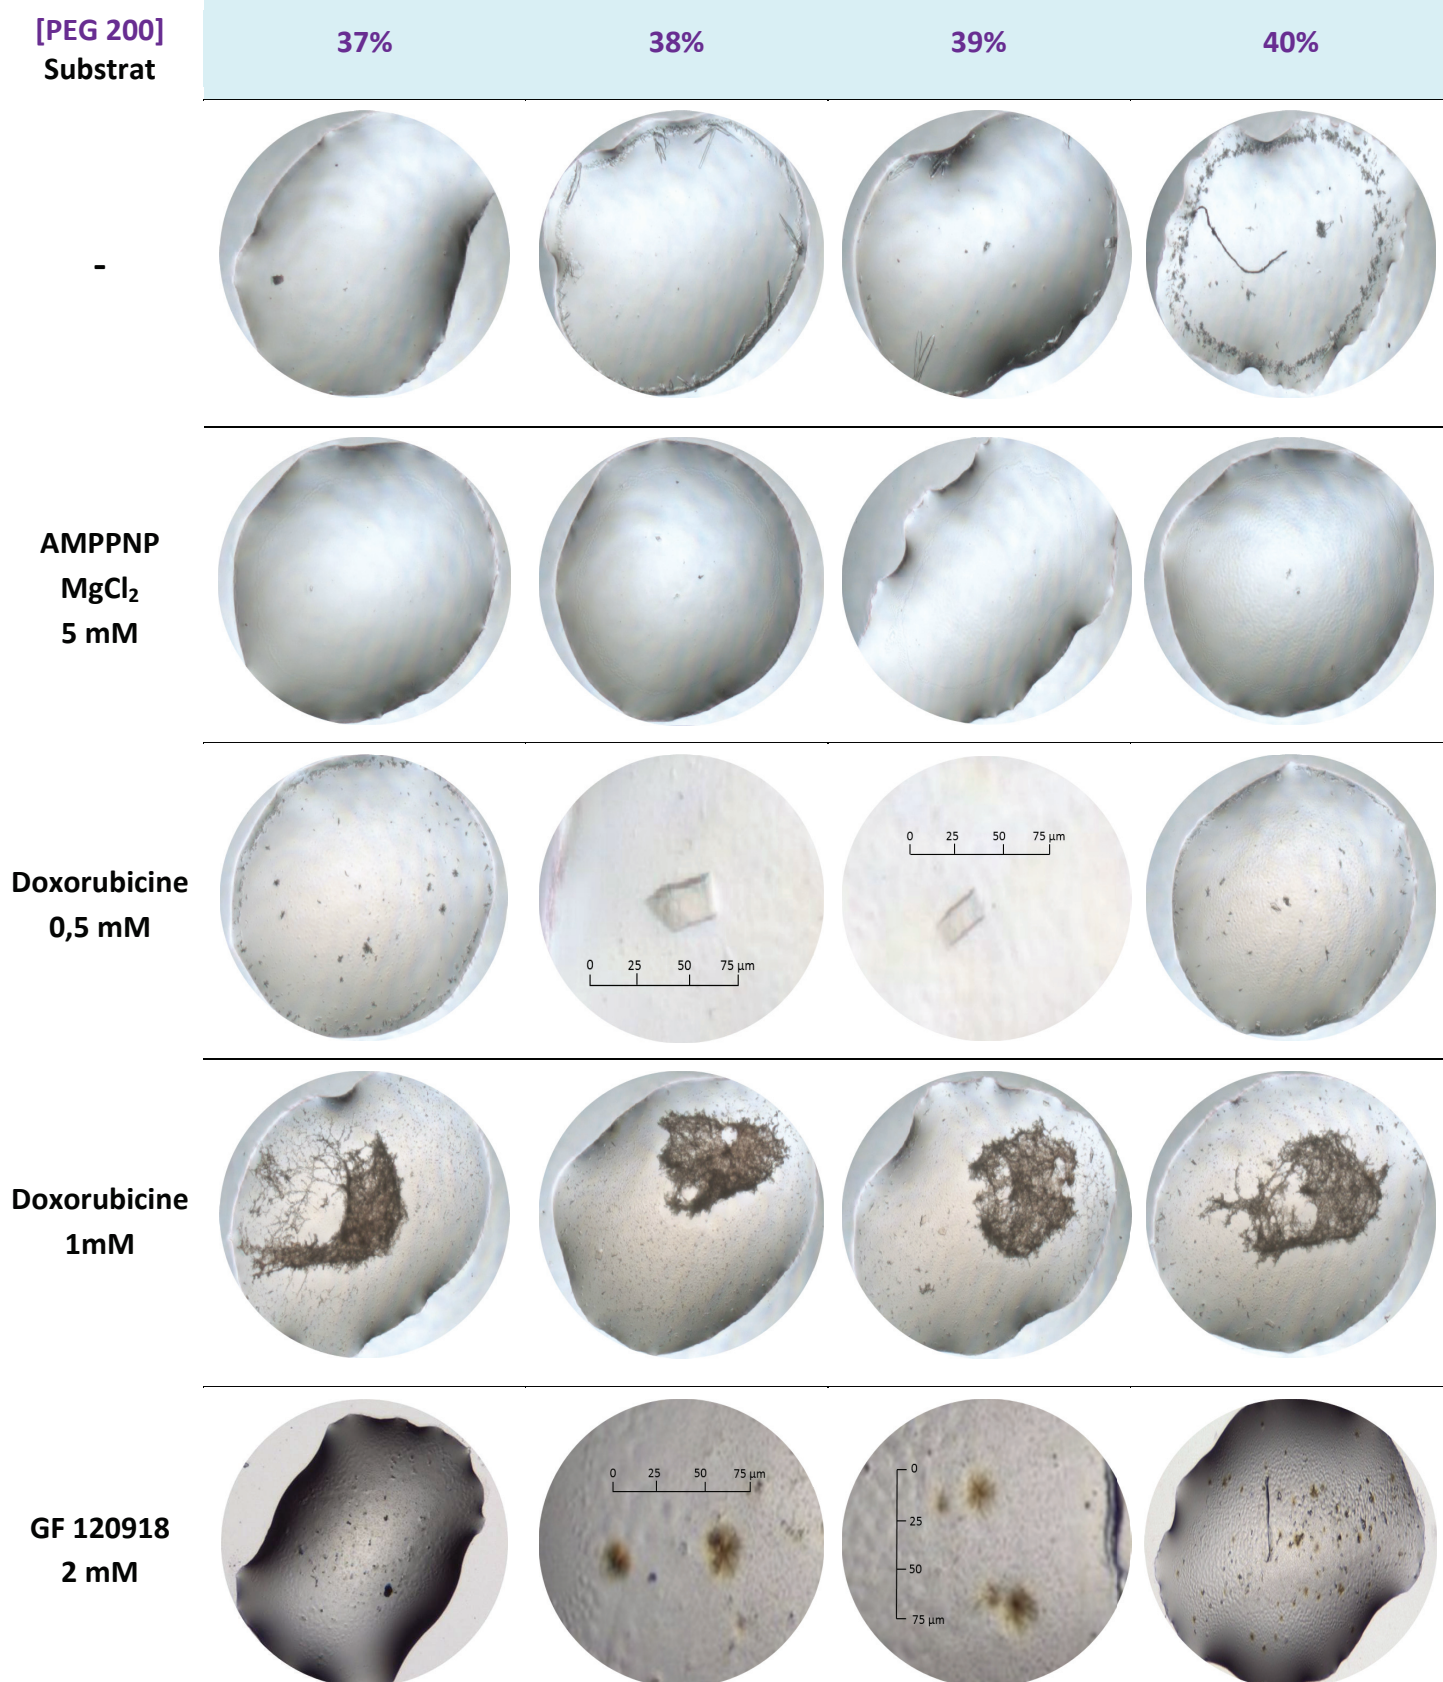 [PEG 200]
Substrat
37%
38%
39%
40%
-
AMPPNP
MgCl₂
5 mM
Doxorubicine
0,5 mM
0 25 50 75 µm
0 25 50 75 µm
Doxorubicine
1mM
GF 120918
2 mM
0 25 50 75 µm
0
25
50
75 µm